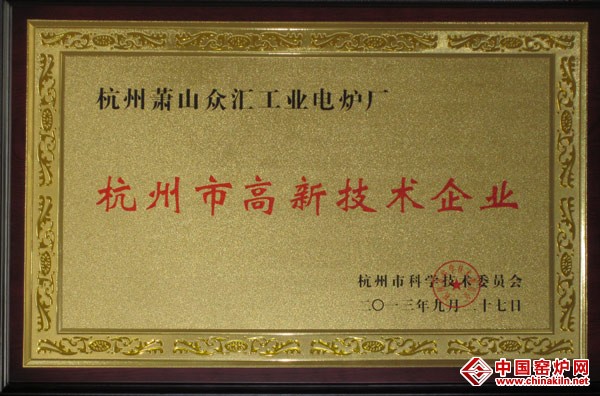 杭州萧山众汇工业电炉厂
杭州市高新技术企业
杭州市科学技术委员会
二〇一三年九月二十七日
中国窑炉网
www.chinakiln.net